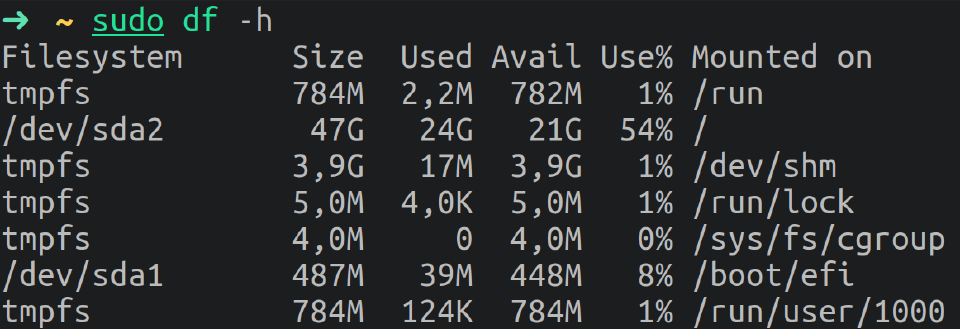 ➜ ~ sudo df -h
Filesystem Size Used Avail Use% Mounted on
tmpfs 784M 2,2M 782M 1% /run
/dev/sda2 47G 24G 21G 54% /
tmpfs 3,9G 17M 3,9G 1% /dev/shm
tmpfs 5,0M 4,0K 5,0M 1% /run/lock
tmpfs 4,0M 0 4,0M 0% /sys/fs/cgroup
/dev/sda1 487M 39M 448M 8% /boot/efi
tmpfs 784M 124K 784M 1% /run/user/1000